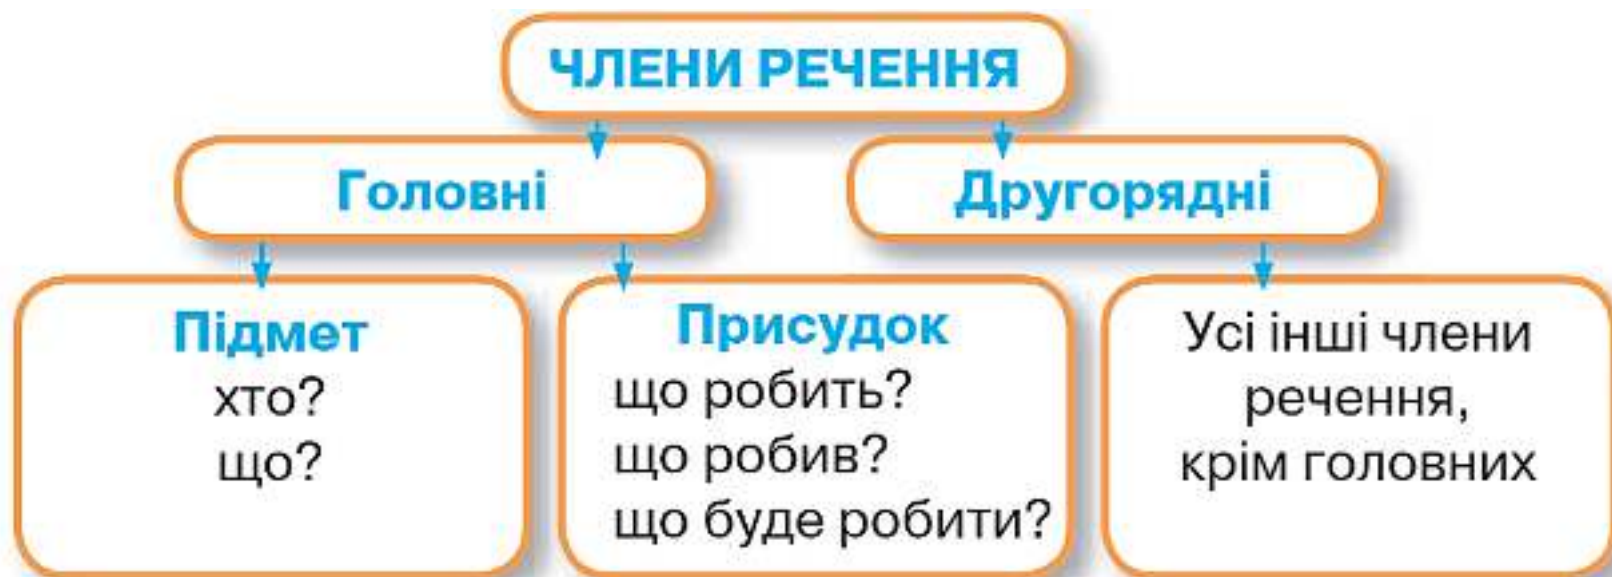 ЧЛЕНИ РЕЧЕННЯ
Головні
Другорядні
Підмет
хто?
що?
Присудок
що робить?
що робив?
що буде робити?
Усі інші члени
речення,
крім головних